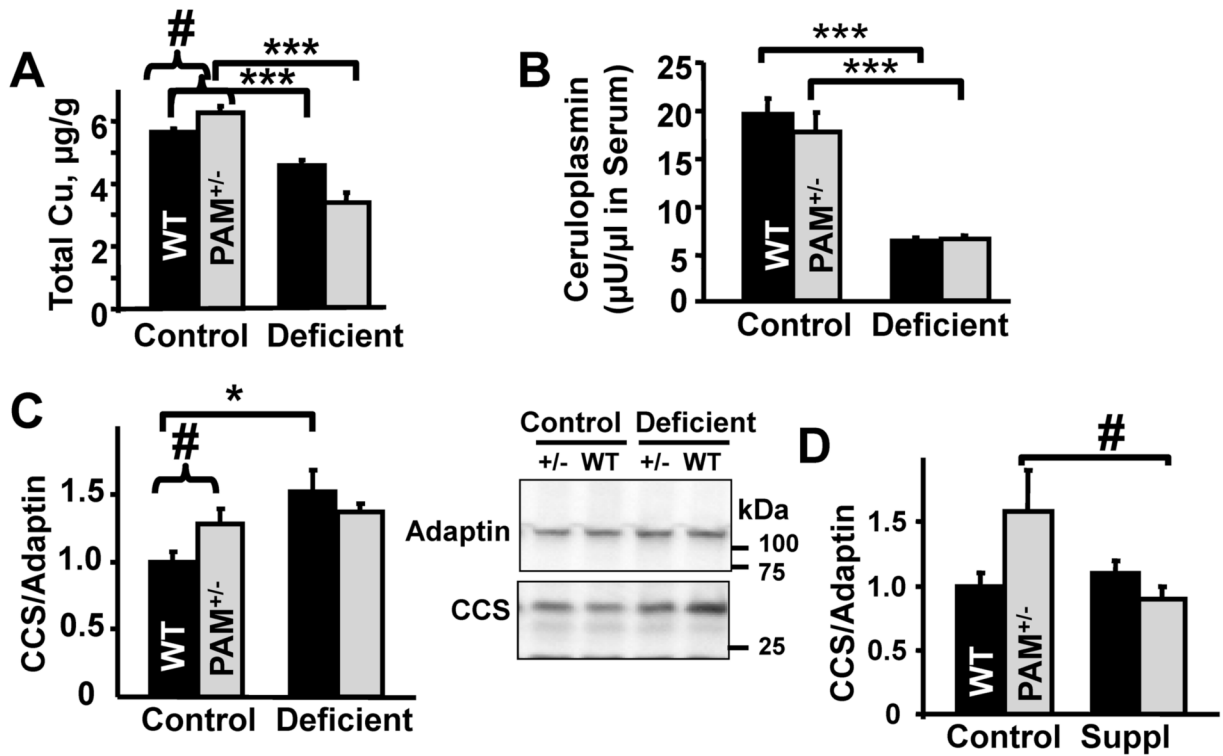 A
#
***
***
Total Cu, µg/g
6
4
2
0
WT
PAM+/-
Control Deficient
B
***
***
Ceruloplasmin
(µU/µl in Serum)
25
20
15
10
5
0
WT
PAM+/-
Control Deficient
C
*
#
CCS/Adaptin
1.5
1.0
0.5
0
WT
PAM+/-
Control Deficient
Control Deficient
+/- WT +/- WT
kDa
Adaptin
100
75
CCS
25
D
#
CCS/Adaptin
1.5
1.0
0.5
0
WT
PAM+/-
Control Suppl